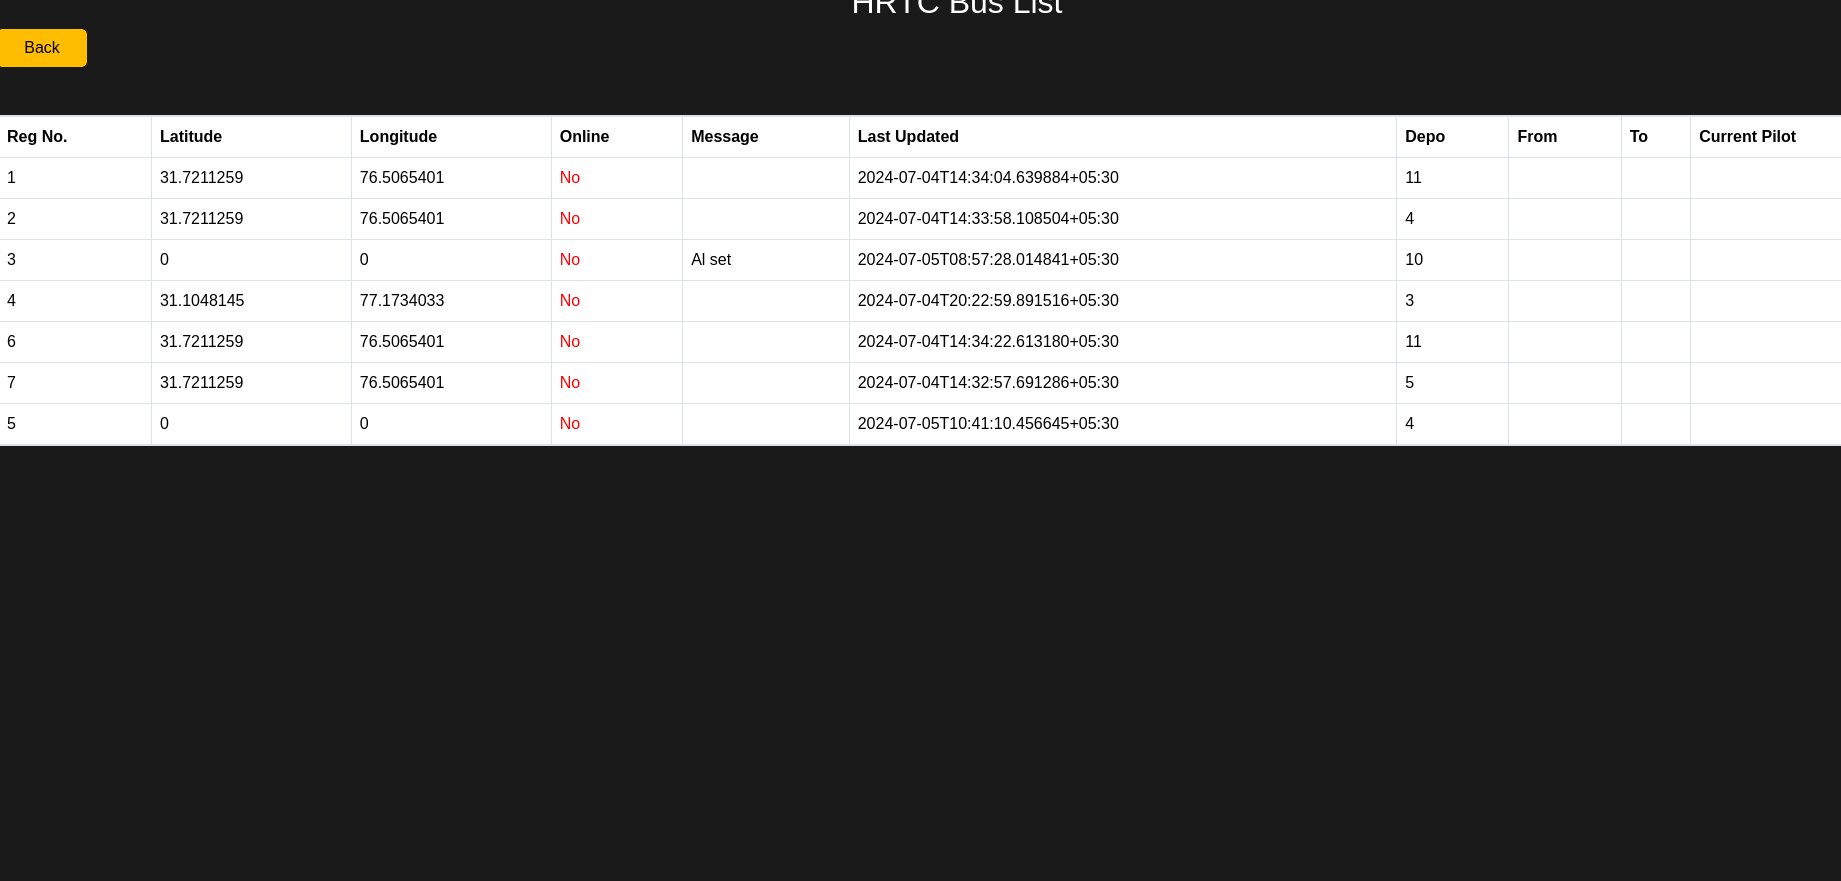 HRTC Bus List
Back
Reg No. Latitude Longitude Online Message Last Updated Depo From To Current Pilot
1 31.7211259 76.5065401 No 2024-07-04T14:34:04.639884+05:30 11
2 31.7211259 76.5065401 No 2024-07-04T14:33:58.108504+05:30 4
3 0 0 No Al set 2024-07-05T08:57:28.014841+05:30 10
4 31.1048145 77.1734033 No 2024-07-04T20:22:59.891516+05:30 3
6 31.7211259 76.5065401 No 2024-07-04T14:34:22.613180+05:30 11
7 31.7211259 76.5065401 No 2024-07-04T14:32:57.691286+05:30 5
5 0 0 No 2024-07-05T10:41:10.456645+05:30 4